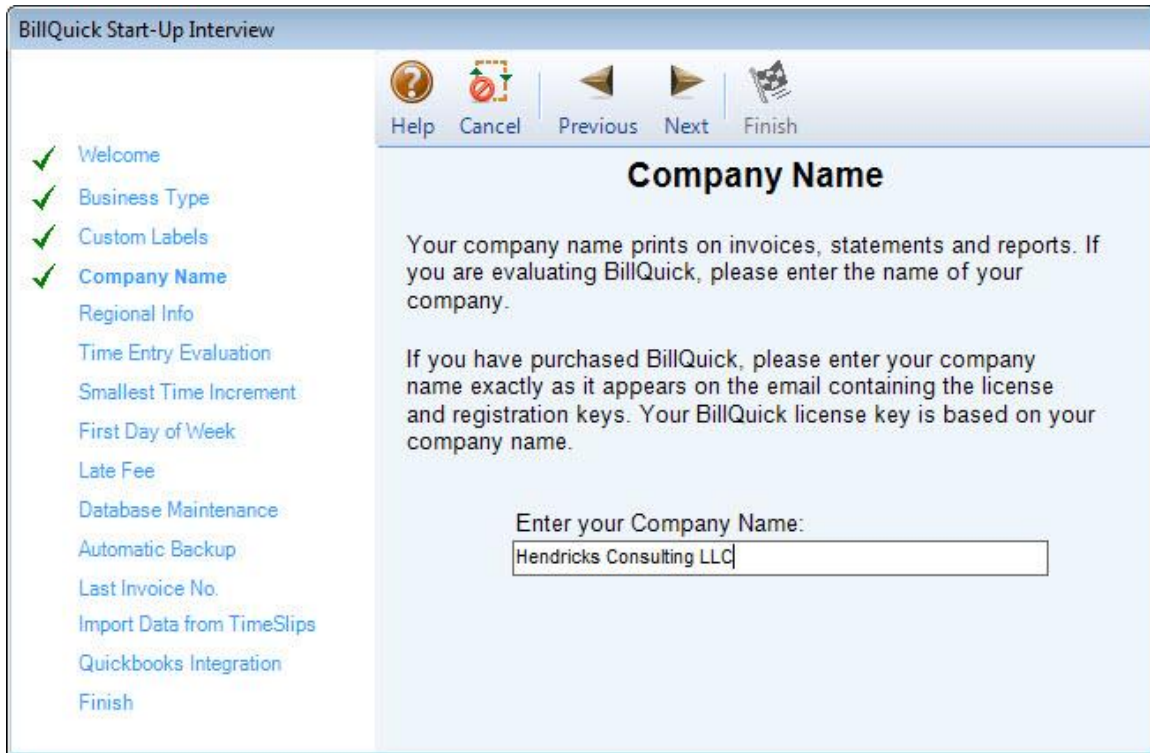 BillQuick Start-Up Interview
Help
Cancel
Previous
Next
Finish
Welcome
Business Type
Custom Labels
Company Name
Regional Info
Time Entry Evaluation
Smallest Time Increment
First Day of Week
Late Fee
Database Maintenance
Automatic Backup
Last Invoice No.
Import Data from TimeSlips
Quickbooks Integration
Finish
Company Name
Your company name prints on invoices, statements and reports. If
you are evaluating BillQuick, please enter the name of your
company.
If you have purchased BillQuick, please enter your company
name exactly as it appears on the email containing the license
and registration keys. Your BillQuick license key is based on your
company name.
Enter your Company Name:
Hendricks Consulting LLC